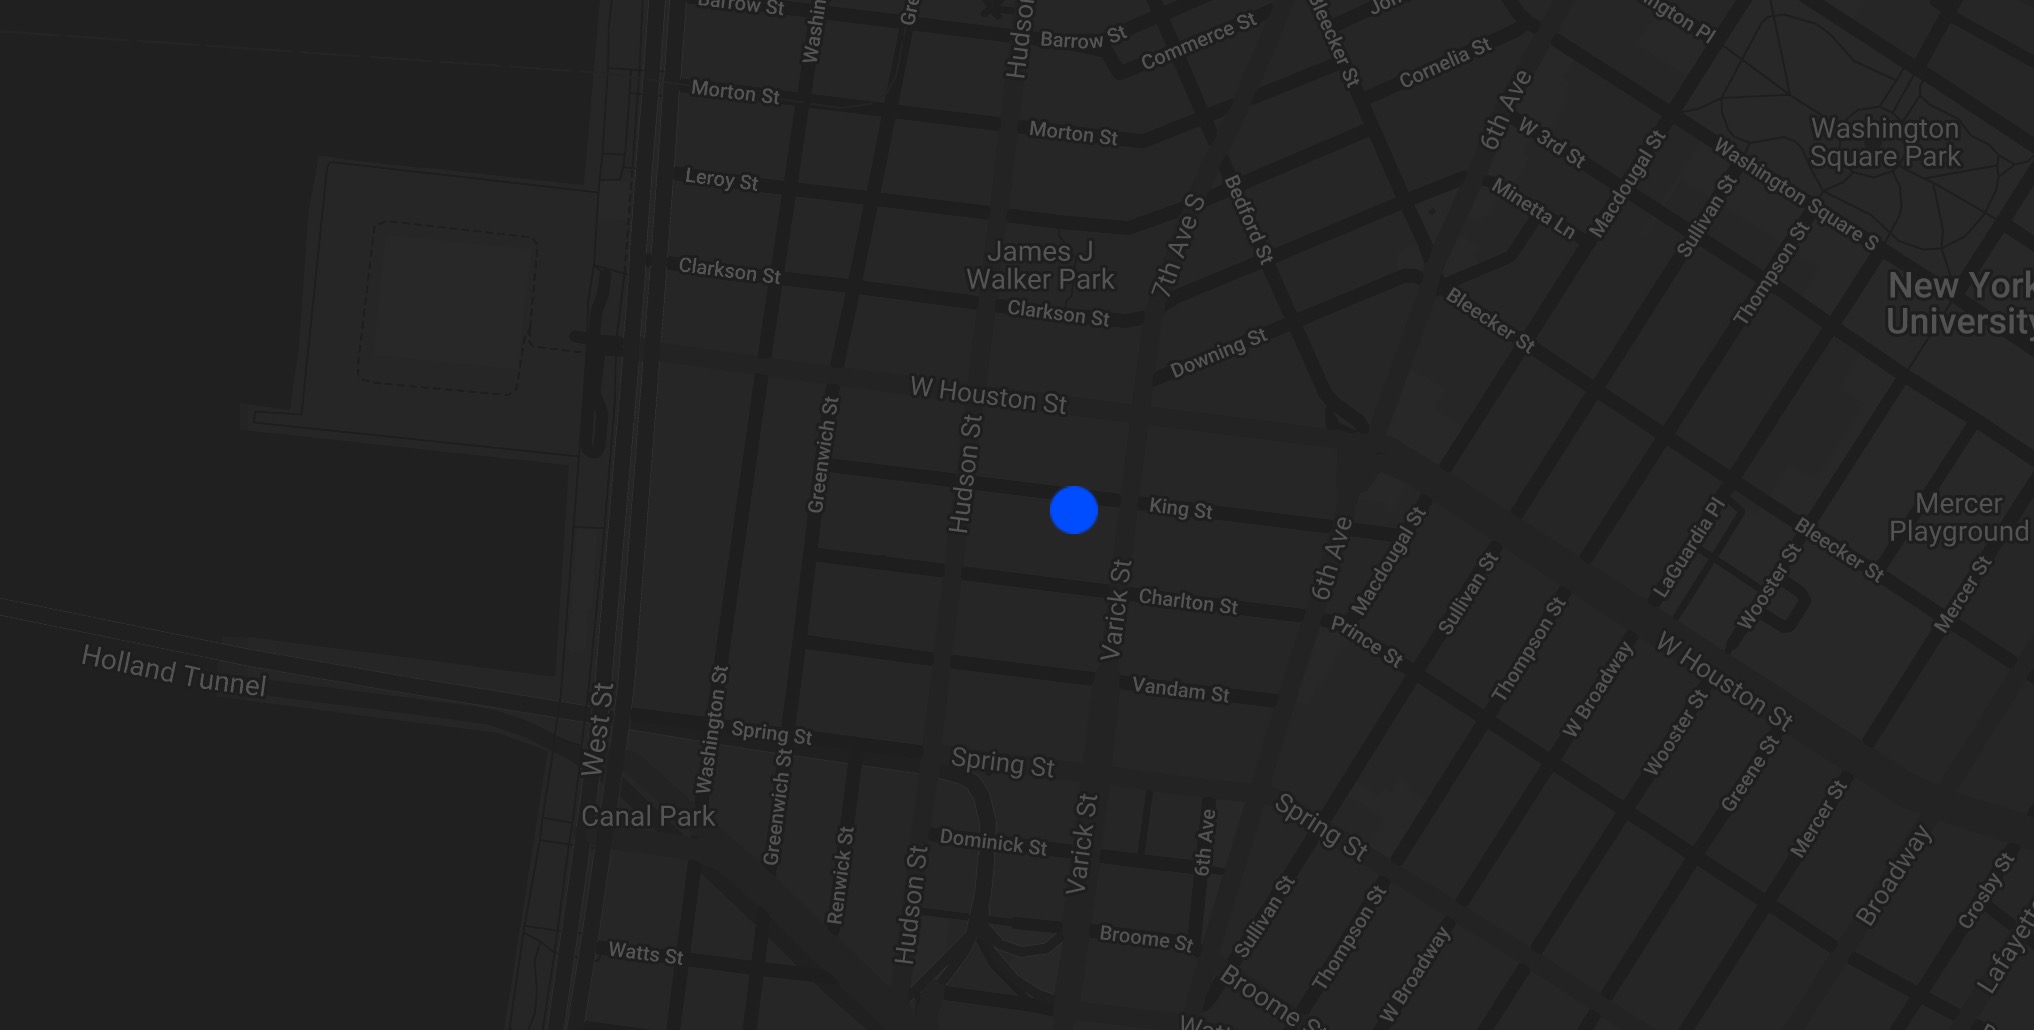 Barrow St
Hudson
Barrow St
Commerce St
Bleecker St
Cornelia St
Morton St
Morton St
6th Ave
W 3rd St
Macdougal St
Washington
Square Park
Washington Square S
Leroy St
Bedford St
Minetta Ln
Sullivan St
7th Ave S
James J
Walker Park
Thompson St
Clarkson St
Clarkson St
New York
University
Bleecker St
Downing St
W Houston St
Greenwich St
Hudson St
King St
Mercer
Playground
Macdougal St
LaGuardia Pl
Bleecker St
6th Ave
Sullivan St
Wooster St
Mercer St
Varick St
Charlton St
Prince St
Thompson St
Holland Tunnel
Vandam St
W Broadway
W Houston St
West St
Washington St
Spring St
Spring St
Wooster St
Greene St
Greenwich St
Canal Park
Spring St
Mercer St
Renwick St
Dominick St
Varick St
6th Ave
Broadway
Crosby St
Hudson St
Watts St
Broome St
Sullivan St
Thompson St
W Broadway
Broome St